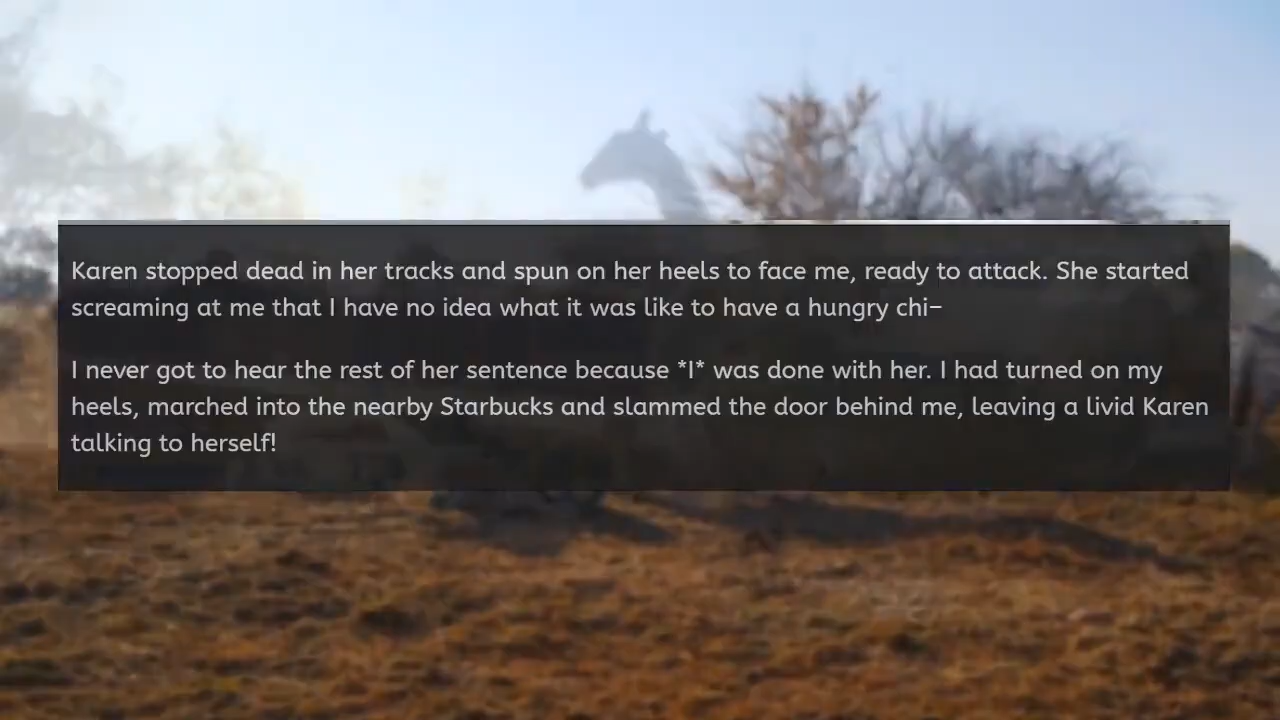 Karen stopped dead in her tracks and spun on her heels to face me, ready to attack. She started
screaming at me that I have no idea what it was like to have a hungry chi–
I never got to hear the rest of her sentence because *I* was done with her. I had turned on my
heels, marched into the nearby Starbucks and slammed the door behind me, leaving a livid Karen
talking to herself!